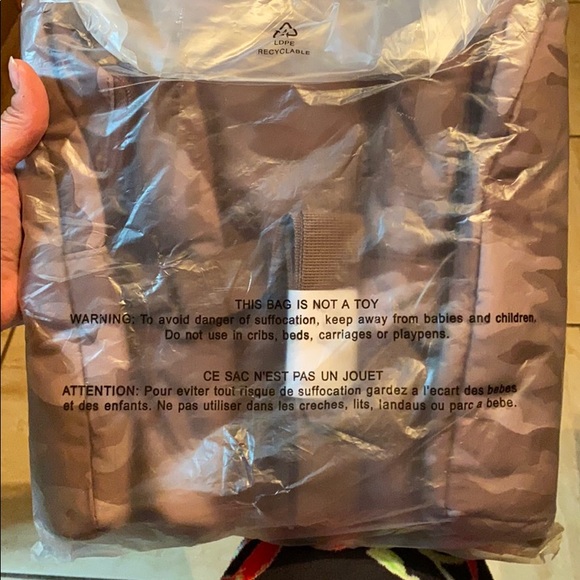 LDPE
RECYCLABLE
THIS BAG IS NOT A TOY
WARNING: To avoid danger of suffocation, keep away from babies and children.
Do not use in cribs, beds, carriages or playpens.
CE SAC N'EST PAS UN JOUET
ATTENTION: Pour eviter tout risque de suffocation gardez a l'ecart des bebes
et des enfants. Ne pas utiliser dans les creches, lits, landaus ou parc a bebe.